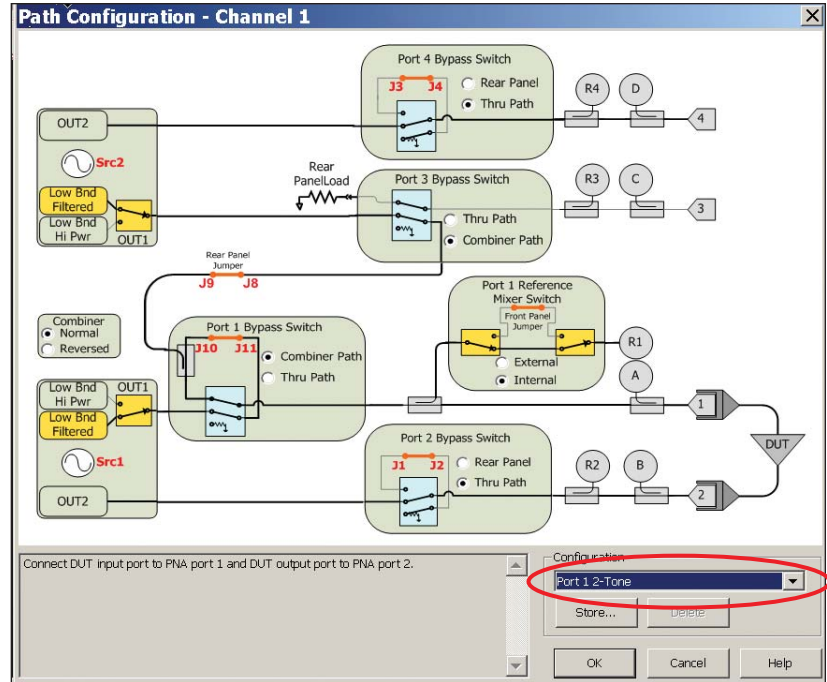 Path Configuration - Channel 1
Port 4 Bypass Switch
J3 J4
Rear Panel
Thru Path
R4
D
4
OUT2
Src2
Low Bnd
Filtered
Low Bnd
Hi Pwr
OUT1
Rear
PanelLoad
Port 3 Bypass Switch
Thru Path
Combiner Path
R3
C
3
Rear Panel
Jumper
J9 J8
Port 1 Reference
Mixer Switch
Front Panel
Jumper
External
Internal
R1
A
Combiner
Normal
Reversed
Port 1 Bypass Switch
J10 J11
Combiner Path
Thru Path
Low Bnd
Hi Pwr
OUT1
Low Bnd
Filtered
Src1
OUT2
1
DUT
Port 2 Bypass Switch
J1 J2
Rear Panel
Thru Path
R2
B
2
Connect DUT input port to PNA port 1 and DUT output port to PNA port 2.
Configuration
Port 1 2-Tone
Store...
Delete
OK
Cancel
Help